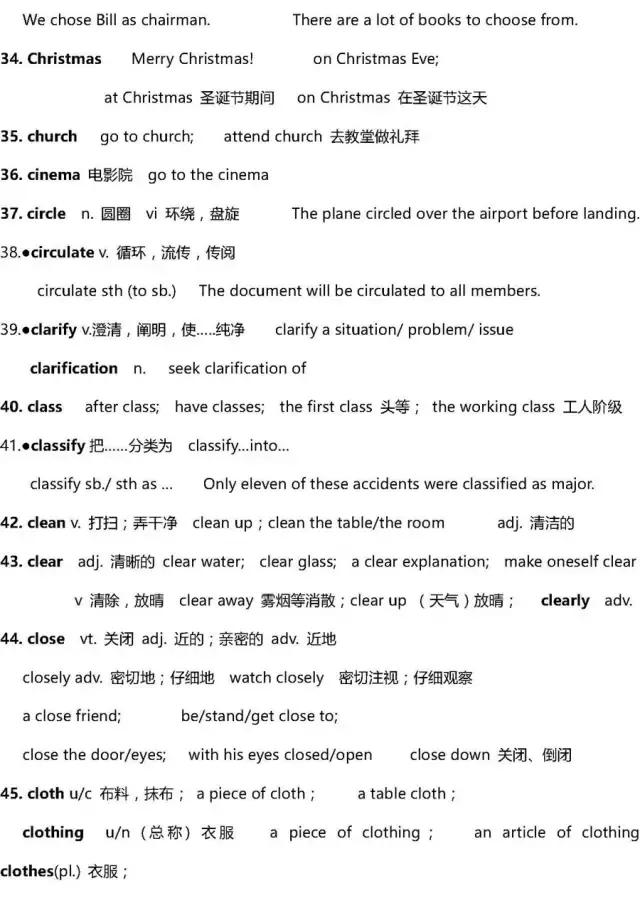 We chose Bill as chairman. There are a lot of books to choose from.
34. Christmas Merry Christmas! on Christmas Eve;
at Christmas 圣诞节期间 on Christmas 在圣诞节这天
35. church go to church; attend church 去教堂做礼拜
36. cinema 电影院 go to the cinema
37. circle n. 圆圈 vi 环绕，盘旋 The plane circled over the airport before landing.
38.●circulate v. 循环，流传，传阅
circulate sth (to sb.) The document will be circulated to all members.
39.●clarify v.澄清，阐明，使.....纯净 clarify a situation/ problem/ issue
clarification n. seek clarification of
40. class after class; have classes; the first class 头等； the working class 工人阶级
41.●classify 把......分类为 classify...into...
classify sb./ sth as ... Only eleven of these accidents were classified as major.
42. clean v. 打扫；弄干净 clean up；clean the table/the room adj. 清洁的
43. clear adj. 清晰的 clear water; clear glass; a clear explanation; make oneself clear
v 清除，放晴 clear away 雾烟等消散；clear up （天气）放晴； clearly adv.
44. close vt. 关闭 adj. 近的；亲密的 adv. 近地
closely adv. 密切地；仔细地 watch closely 密切注视；仔细观察
a close friend; be/stand/get close to;
close the door/eyes; with his eyes closed/open close down 关闭、倒闭
45. cloth u/c 布料，抹布； a piece of cloth； a table cloth；
clothing u/n（总称）衣服 a piece of clothing； an article of clothing
clothes(pl.) 衣服；